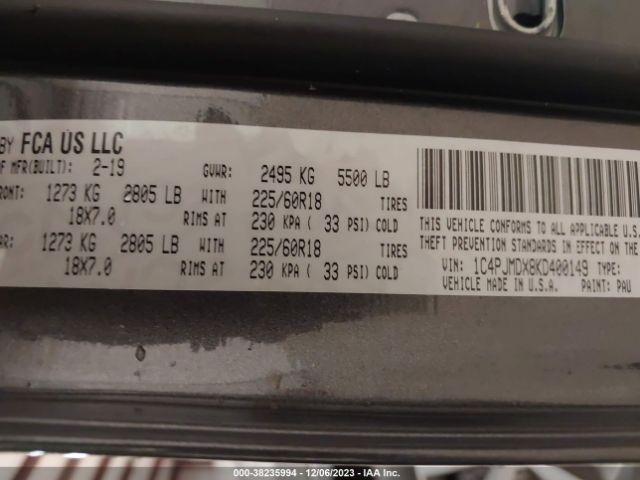 BY FCA US LLC
OF MFR(BUILT): 2-19 GVWR: 2495 KG 5500 LB
FRONT: 1273 KG 2805 LB WITH 225/60R18 TIRES
18X7.0 RIMS AT 230 KPA ( 33 PSI) COLD
AR: 1273 KG 2805 LB WITH 225/60R18 TIRES
18X7.0 RIMS AT 230 KPA ( 33 PSI) COLD
THIS VEHICLE CONFORMS TO ALL APPLICABLE U.S.
THEFT PREVENTION STANDARDS IN EFFECT ON THE
VIN: 1C4PJMDX8KD400149 TYPE:
VEHICLE MADE IN U.S.A. PAINT: PAU
000-38235994 • 12/06/2023 - IAA Inc.